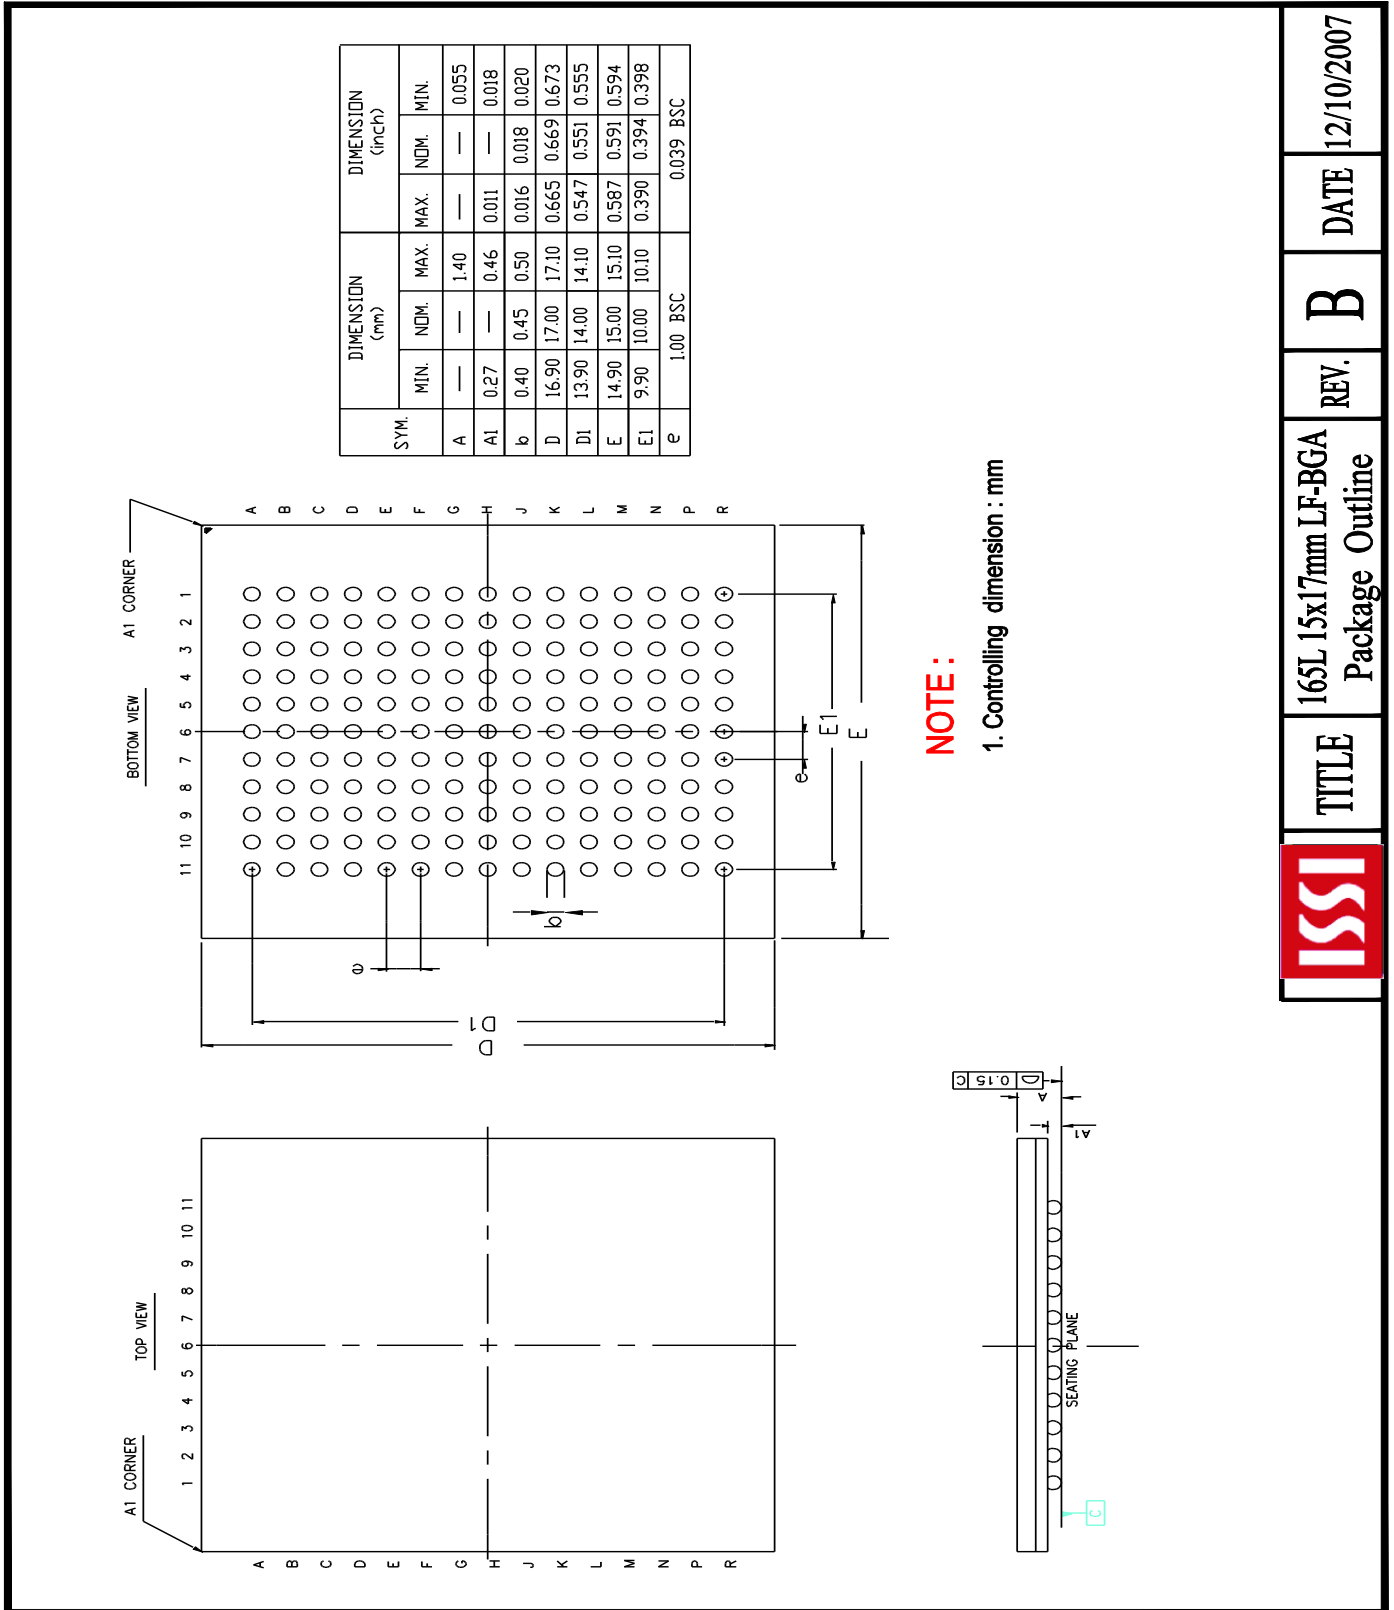 TOP VIEW
A1 CORNER
1 2 3 4 5 6 7 8 9 10 11
A
B
C
D
E
F
G
H
J
K
L
M
N
P
R
BOTTOM VIEW
A1 CORNER
11 10 9 8 7 6 5 4 3 2 1
A
B
C
D
E
F
G
H
J
K
L
M
N
P
R
D
D1
e
b
e
E1
E
SYM. DIMENSION (mm) DIMENSION (inch)
MIN. NOM. MAX. MAX. NOM. MIN.
A — — 1.40 — — 0.055
A1 0.27 — 0.46 0.011 — 0.018
b 0.40 0.45 0.50 0.016 0.018 0.020
D 16.90 17.00 17.10 0.665 0.669 0.673
D1 13.90 14.00 14.10 0.547 0.551 0.555
E 14.90 15.00 15.10 0.587 0.591 0.594
E1 9.90 10.00 10.10 0.390 0.394 0.398
e 1.00 BSC 0.039 BSC
0.15 C
A
A1
SEATING PLANE
C
NOTE :
1. Controlling dimension : mm
ISSI
TITLE
165L 15x17mm LF-BGA
Package Outline
REV.
B
DATE
12/10/2007